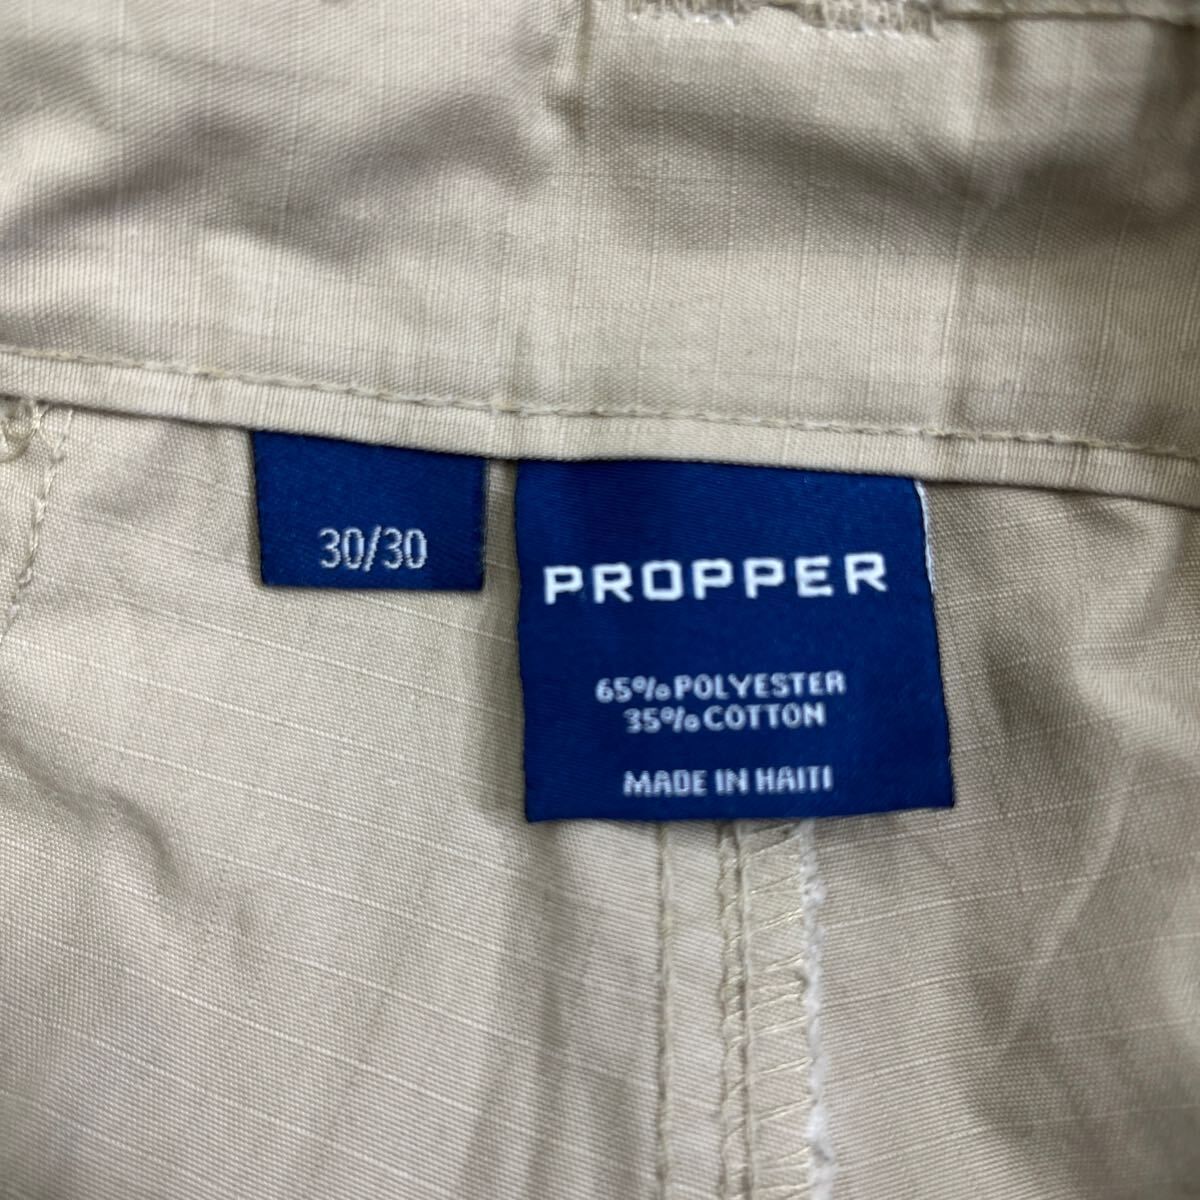 30/30
PROPPER
65% POLYESTER
35% COTTON
MADE IN HAITI